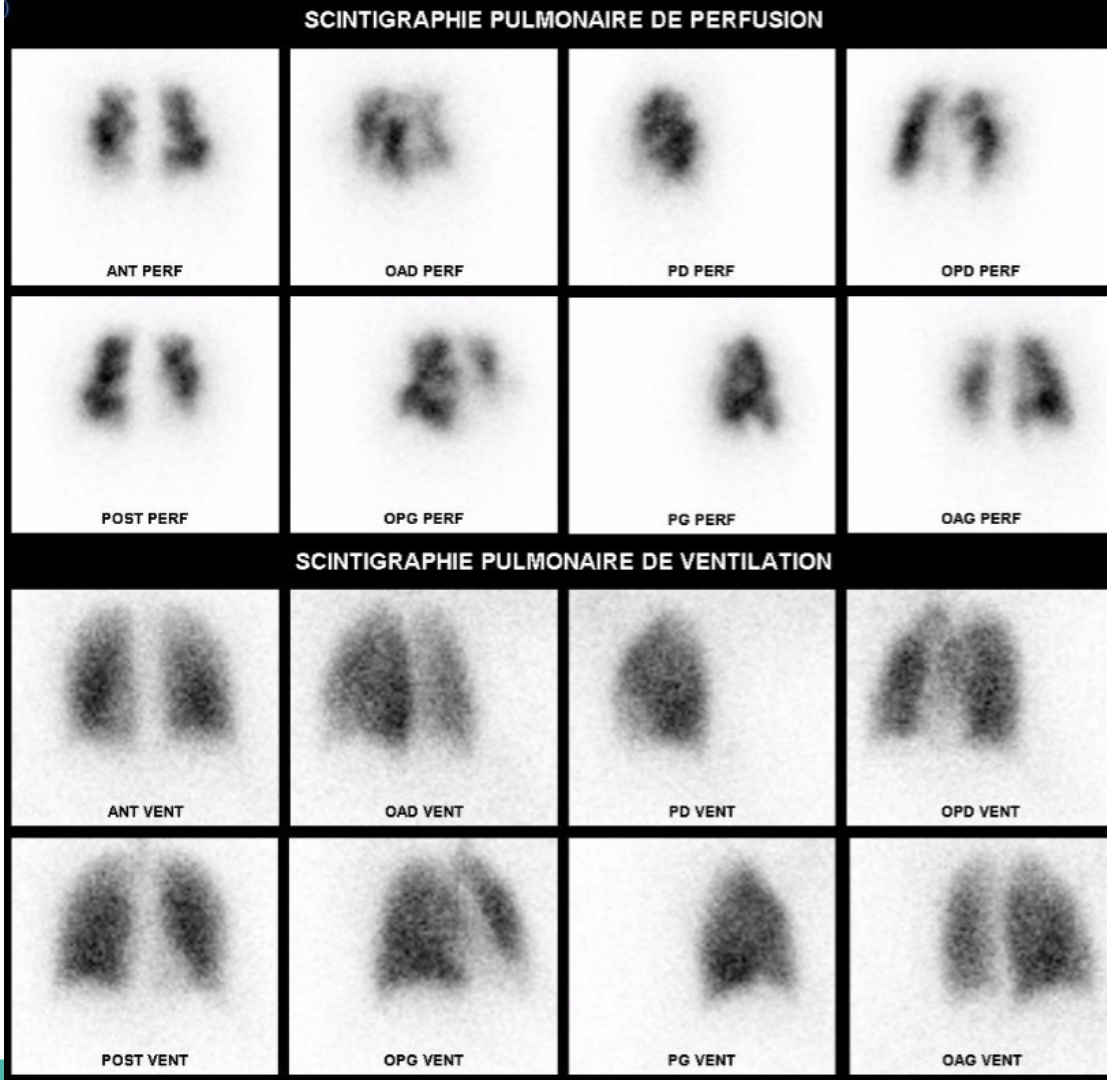 SCINTIGRAPHIE PULMONAIRE DE PERFUSION
ANT PERF
OAD PERF
PD PERF
OPD PERF
POST PERF
OPG PERF
PG PERF
OAG PERF
SCINTIGRAPHIE PULMONAIRE DE VENTILATION
ANT VENT
OAD VENT
PD VENT
OPD VENT
POST VENT
OPG VENT
PG VENT
OAG VENT